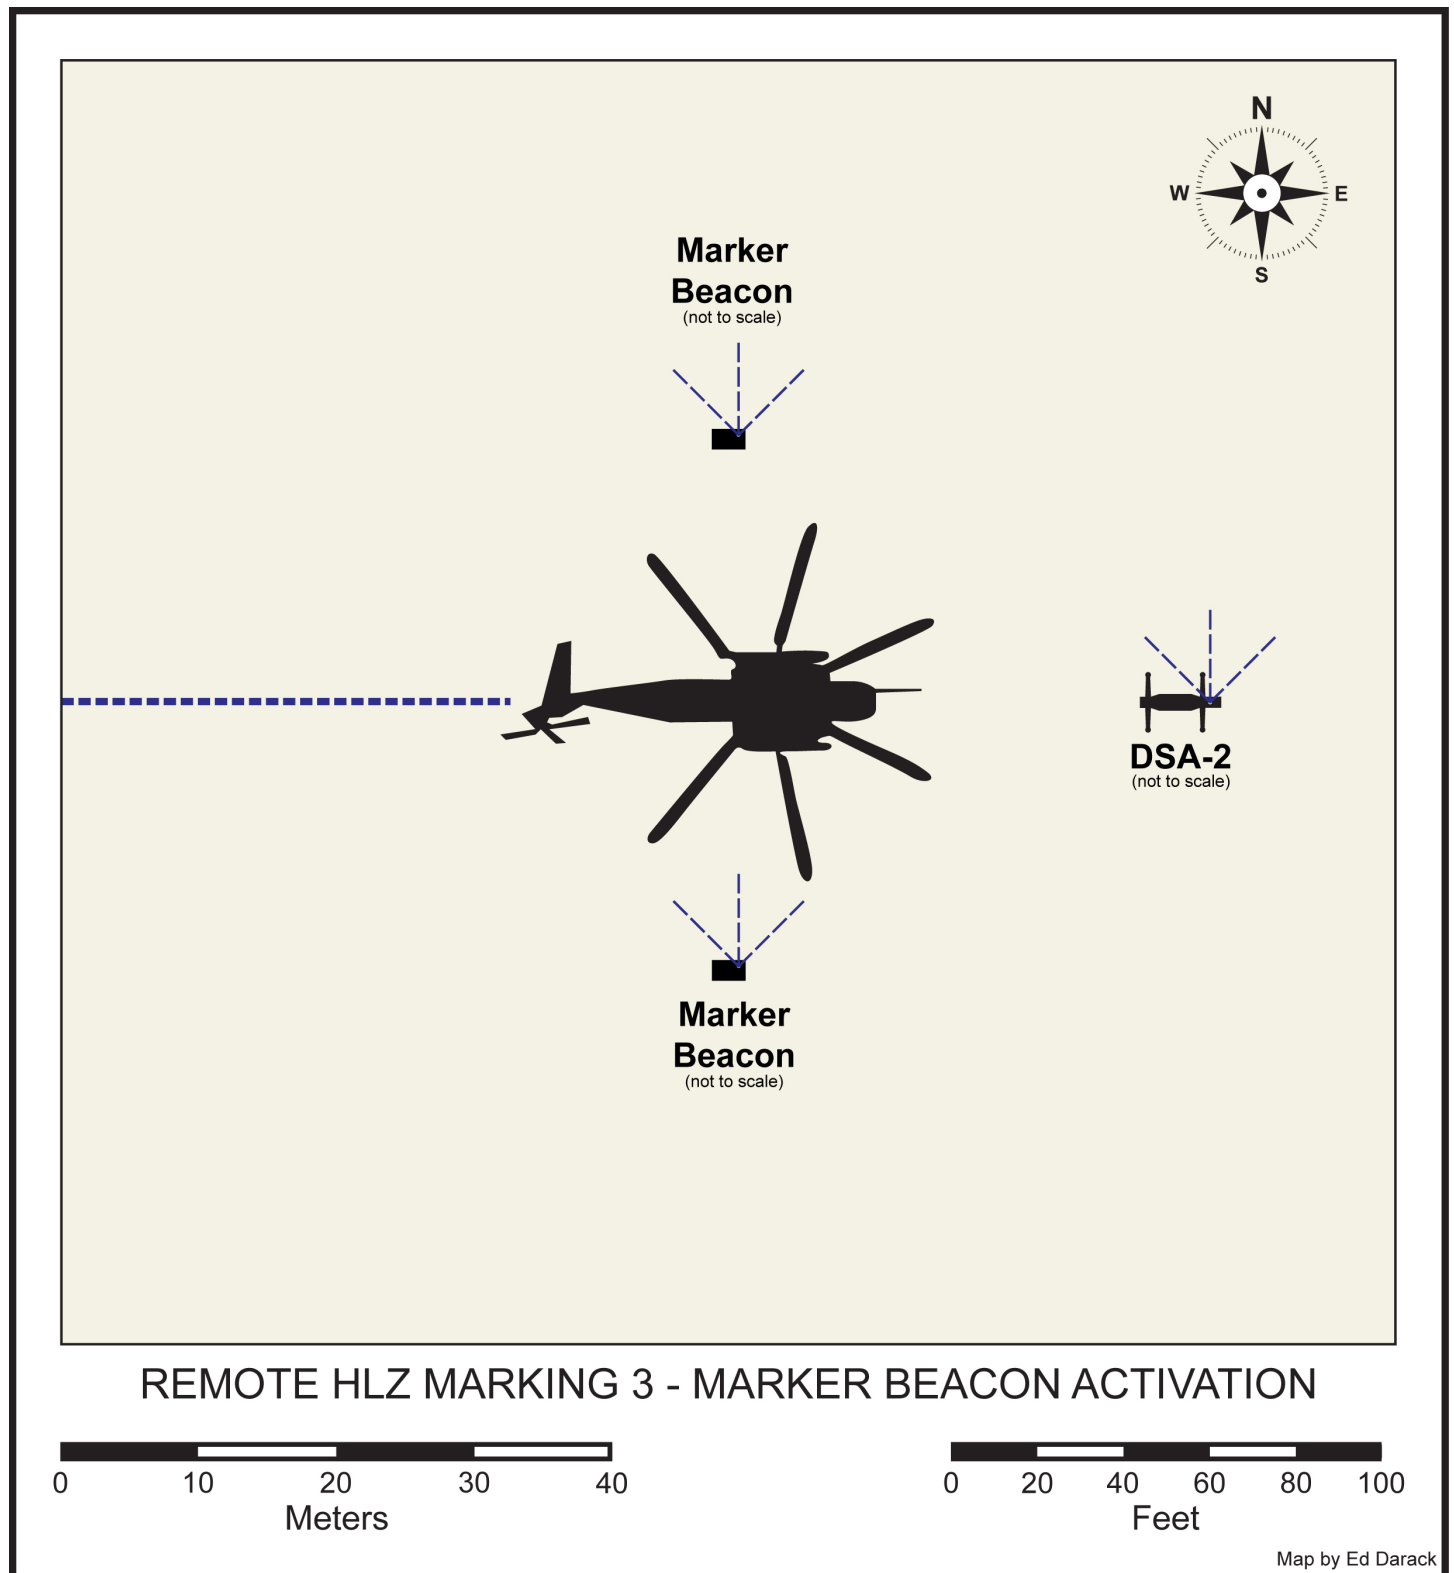 N
W
E
S
Marker
Beacon
(not to scale)
DSA-2
(not to scale)
Marker
Beacon
(not to scale)
REMOTE HLZ MARKING 3 - MARKER BEACON ACTIVATION
0 10 20 30 40
Meters
0 20 40 60 80 100
Feet
Map by Ed Darack